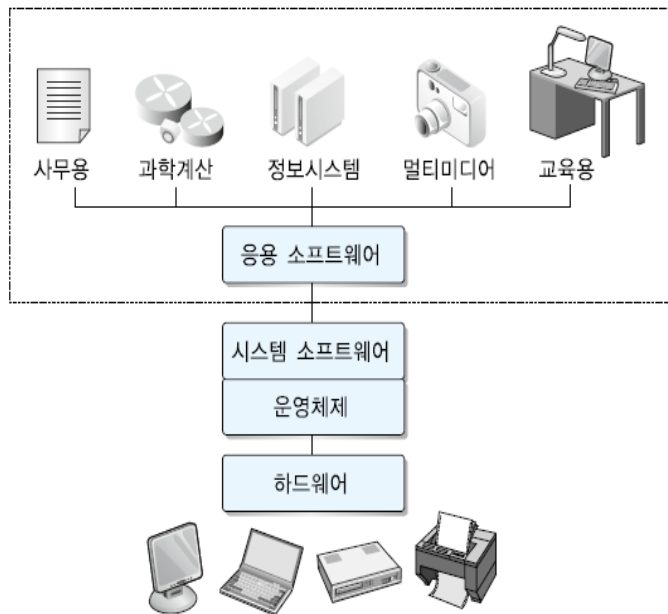 사무용 과학계산 정보시스템 멀티미디어 교육용
응용 소프트웨어
시스템 소프트웨어
운영체제
하드웨어